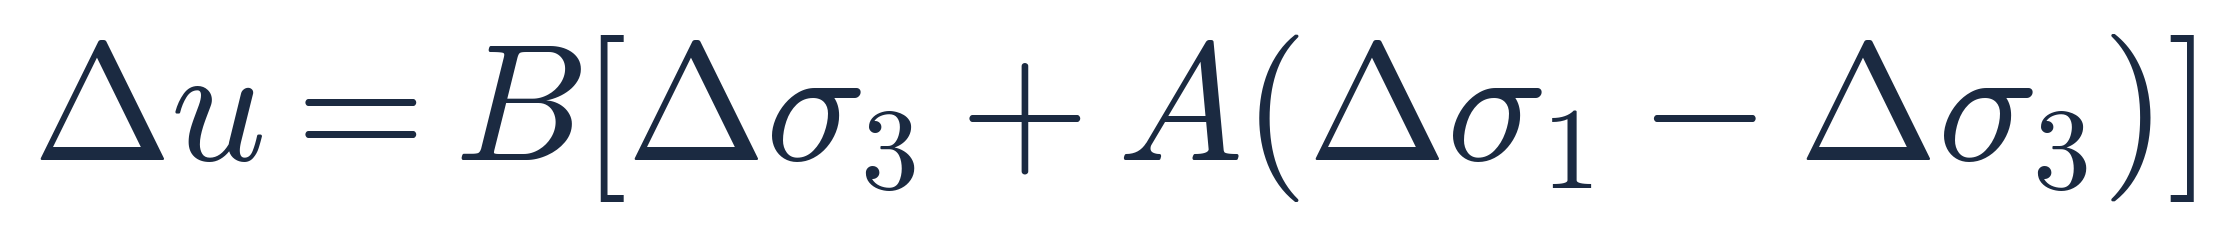 Δu = B[Δσ₃ + A(Δσ₁ − Δσ₃)]